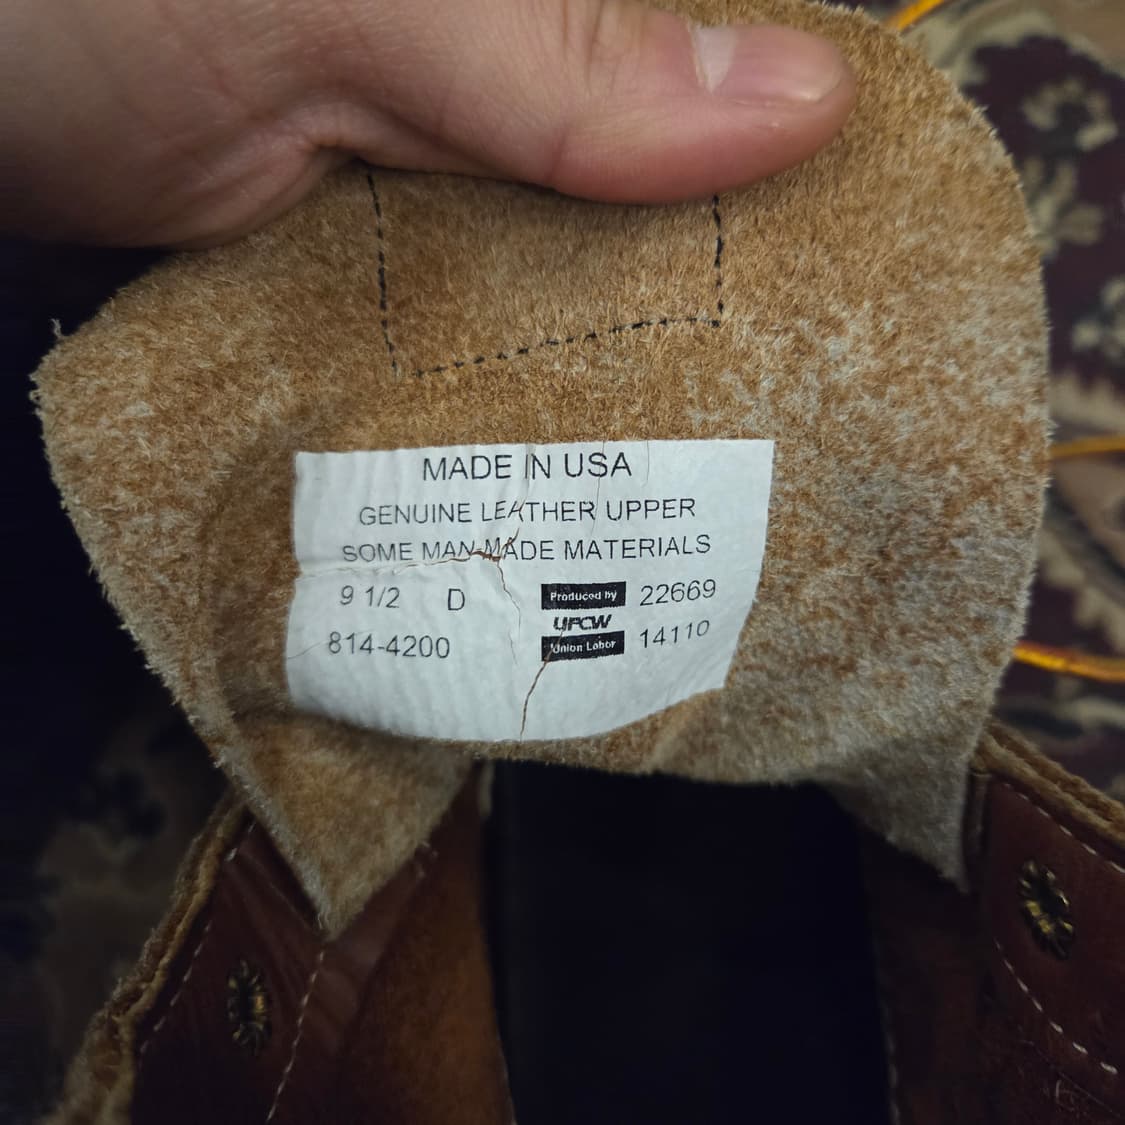 MADE IN USA
GENUINE LEATHER UPPER
SOME MAN-MADE MATERIALS
9 1/2 D Produced by 22669
UFCW
814-4200 Union Labor 14110